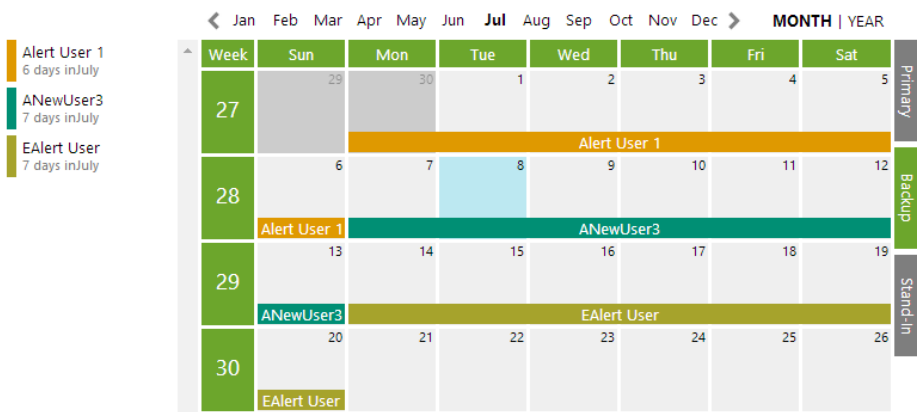 Jan Feb Mar Apr May Jun Jul Aug Sep Oct Nov Dec MONTH | YEAR
Alert User 1
6 days inJuly
ANewUser3
7 days inJuly
EAlert User
7 days inJuly
Week Sun Mon Tue Wed Thu Fri Sat
27 29 30 1 2 3 4 5
Alert User 1
28 6 7 8 9 10 11 12
Alert User 1 ANewUser3
29 13 14 15 16 17 18 19
ANewUser3 EAlert User
30 20 21 22 23 24 25 26
EAlert User
Primary
Backup
Stand-In